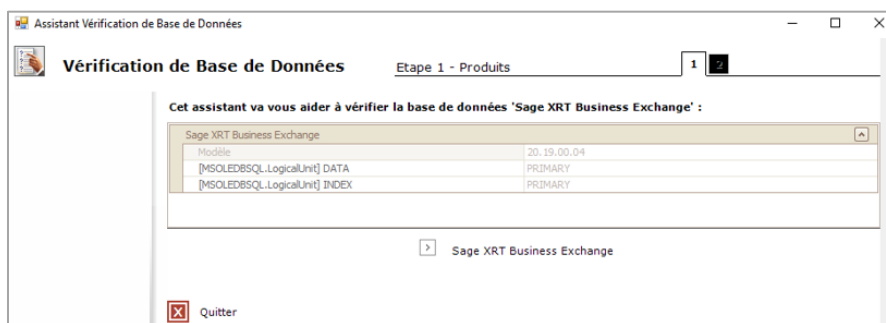 Assistant Vérification de Base de Données
Vérification de Base de Données Etape 1 - Produits 1 2
Cet assistant va vous aider à vérifier la base de données 'Sage XRT Business Exchange' :
Sage XRT Business Exchange
Modèle 20.19.00.04
[MSOLEDBSQL.LogicalUnit] DATA PRIMARY
[MSOLEDBSQL.LogicalUnit] INDEX PRIMARY
Sage XRT Business Exchange
Quitter